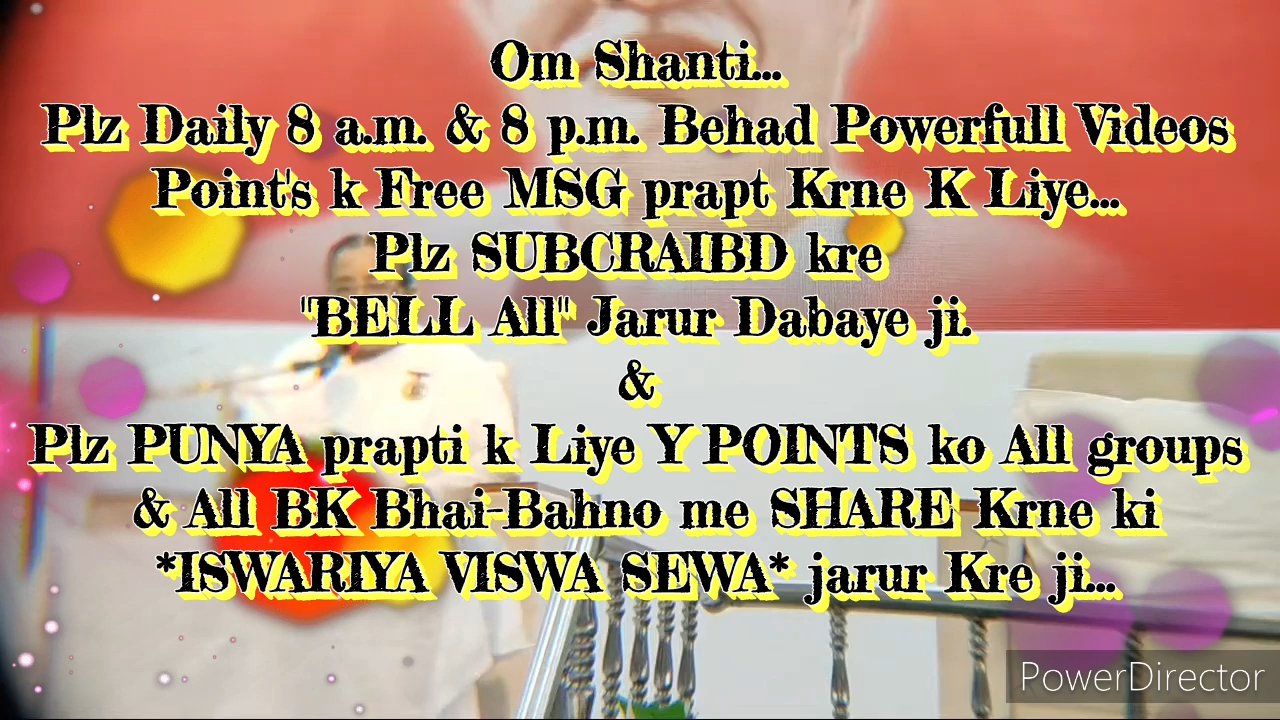 Om Shanti...
Plz Daily 8 a.m. & 8 p.m. Behad Powerfull Videos
Point's k Free MSG prapt Krne K Liye...
Plz SUBCRAIBD kre
"BELL All" Jarur Dabaye ji.
&
Plz PUNYA prapti k Liye Y POINTS ko All groups
& All BK Bhai-Bahno me SHARE Krne ki
*ISWARIYA VISWA SEWA* jarur Kre ji...
PowerDirector